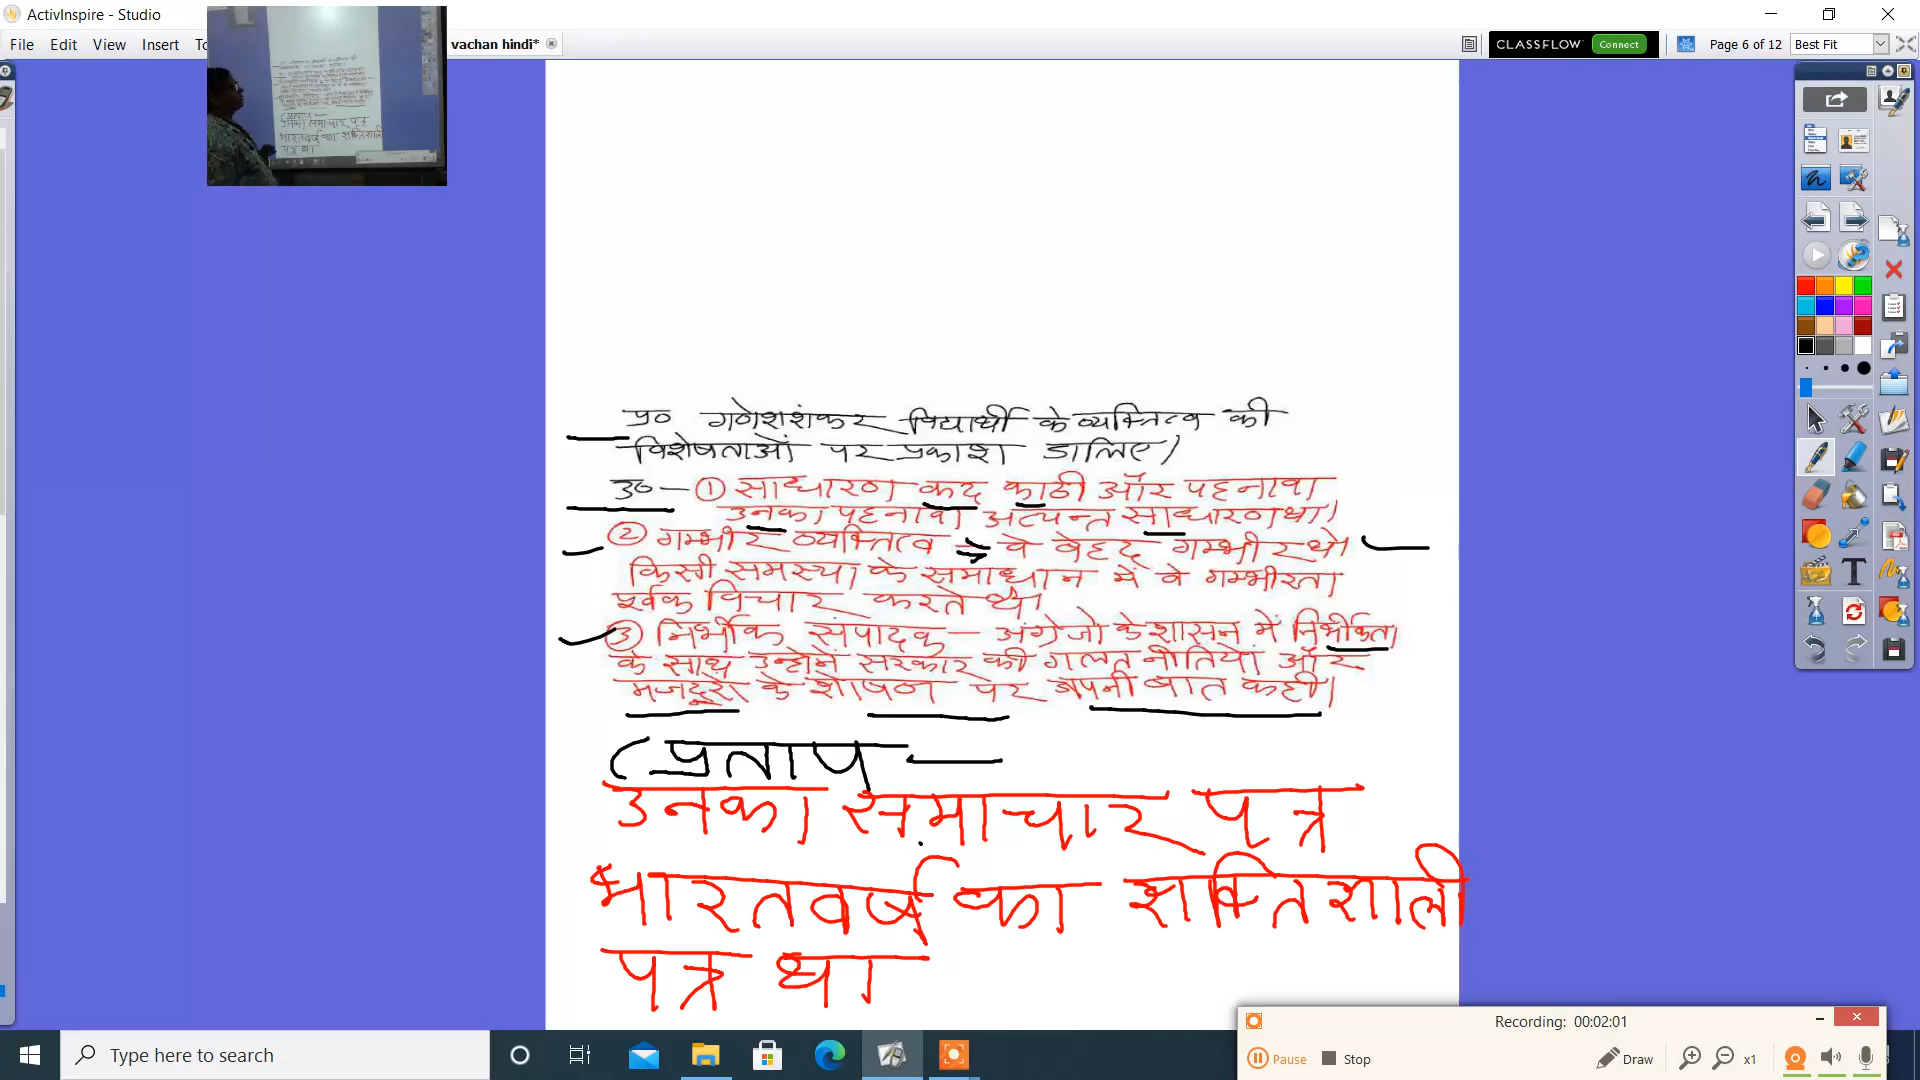 ActivInspire - Studio
File Edit View Insert To
vachan hindi*
CLASSFLOW Connect
Page 6 of 12 Best Fit
प्र० गणेशशंकर विद्यार्थी के व्यक्तित्व की
विशेषताओं पर प्रकाश डालिए।
उ०- ① साधारण कद काठी और पहनावा
उनका पहनावा अत्यन्त साधारण था।
② गम्भीर व्यक्तित्व → वे बेहद गम्भीर थे।
किसी समस्या के समाधान में वे गम्भीरता
पूर्वक विचार करते थे।
③ निर्भीक संपादक - अंग्रेजो के शासन में निर्भीकता
के साथ उन्होनें सरकार की गलत नीतियों और
मजदूरों के शोषण पर अपनी बात कही।
(प्रताप -
उनका समाचार पत्र
भारतवर्ष का शक्तिशाली
पत्र था
Recording: 00:02:01
Pause Stop Draw x1
Type here to search